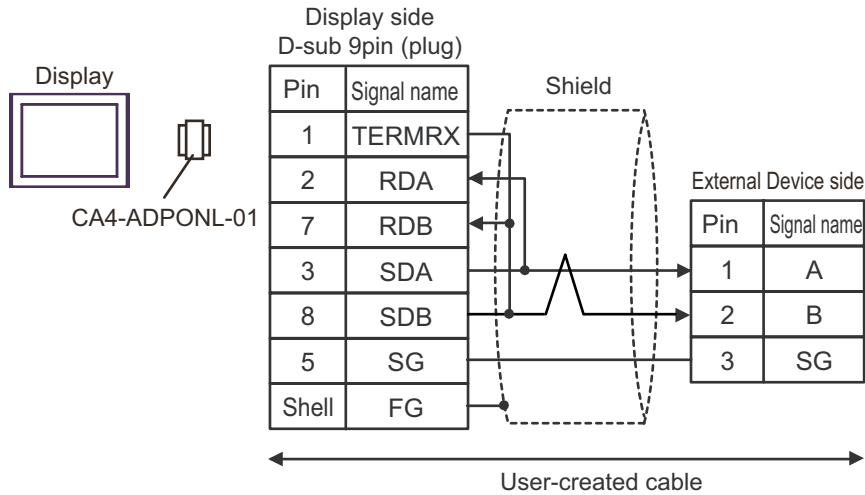 Display side
D-sub 9pin (plug)
Display
CA4-ADPONL-01
Pin Signal name
1 TERMRX
2 RDA
7 RDB
3 SDA
8 SDB
5 SG
Shell FG
Shield
External Device side
Pin Signal name
1 A
2 B
3 SG
User-created cable